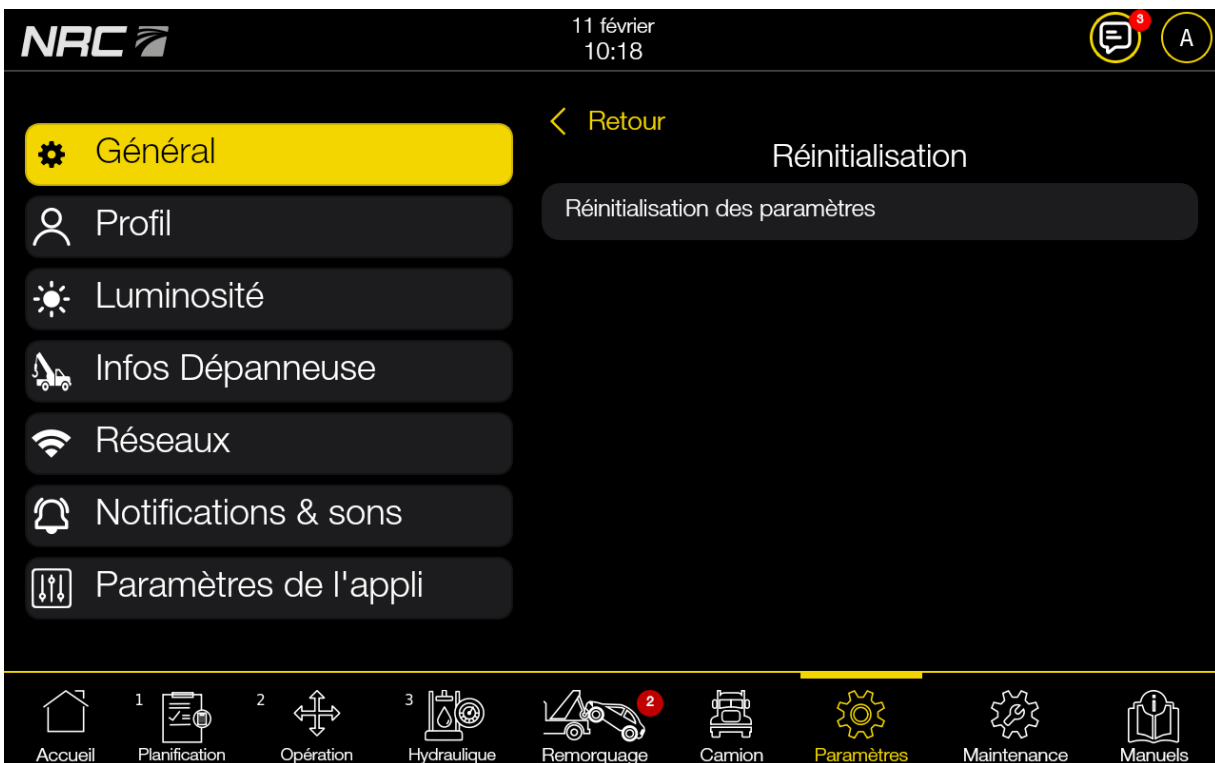 NRC
11 février
10:18
3
A
Retour
Réinitialisation
Réinitialisation des paramètres
Général
Profil
Luminosité
Infos Dépanneuse
Réseaux
Notifications & sons
Paramètres de l'appli
Accueil
1
Planification
2
Opération
3
Hydraulique
2
Remorquage
Camion
Paramètres
Maintenance
Manuels